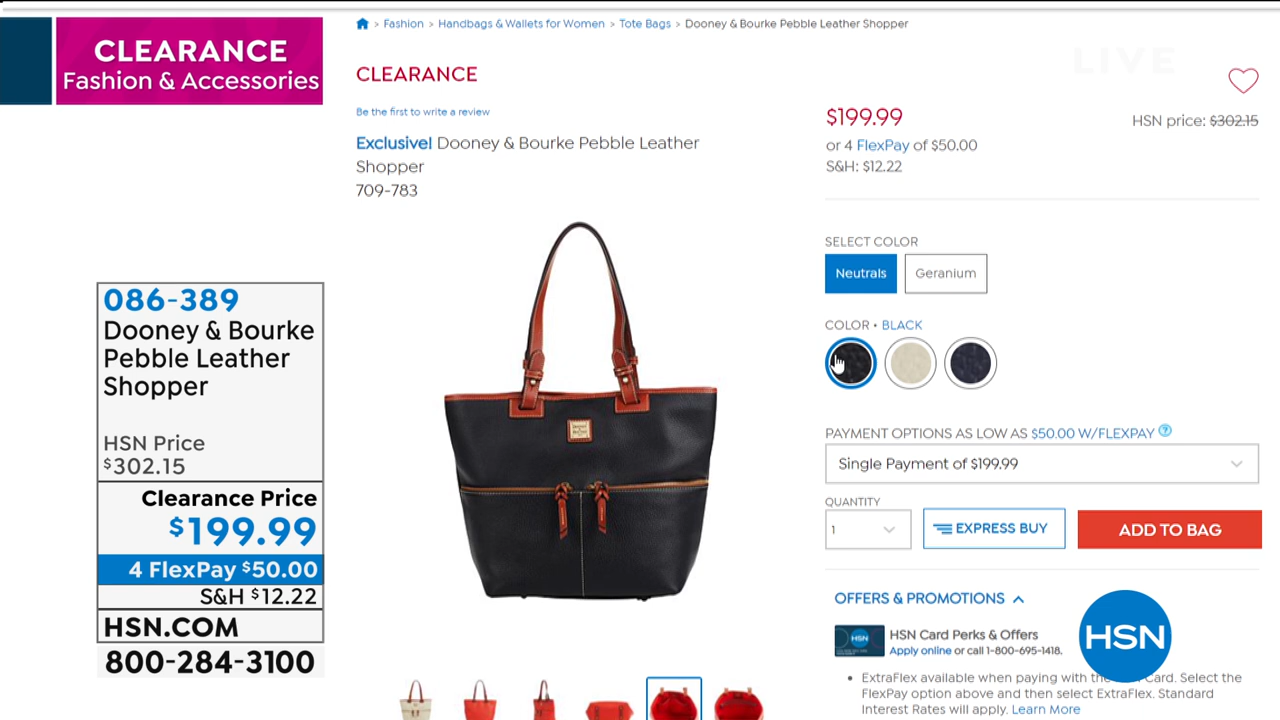 CLEARANCE
Fashion & Accessories
086-389
Dooney & Bourke
Pebble Leather
Shopper
HSN Price
$302.15
Clearance Price
$199.99
4 FlexPay $50.00
S&H $12.22
HSN.COM
800-284-3100
> Fashion > Handbags & Wallets for Women > Tote Bags > Dooney & Bourke Pebble Leather Shopper
CLEARANCE
Be the first to write a review
Exclusive! Dooney & Bourke Pebble Leather
Shopper
709-783
LIVE
$199.99
HSN price: $302.15
or 4 FlexPay of $50.00
S&H: $12.22
SELECT COLOR
Neutrals
Geranium
COLOR • BLACK
PAYMENT OPTIONS AS LOW AS $50.00 W/FLEXPAY ?
Single Payment of $199.99
QUANTITY
1
EXPRESS BUY
ADD TO BAG
OFFERS & PROMOTIONS
HSN
HSN Card Perks & Offers
Apply online or call 1-800-695-1418.
HSN
• ExtraFlex available when paying with the Card. Select the
FlexPay option above and then select ExtraFlex. Standard
Interest Rates will apply. Learn More